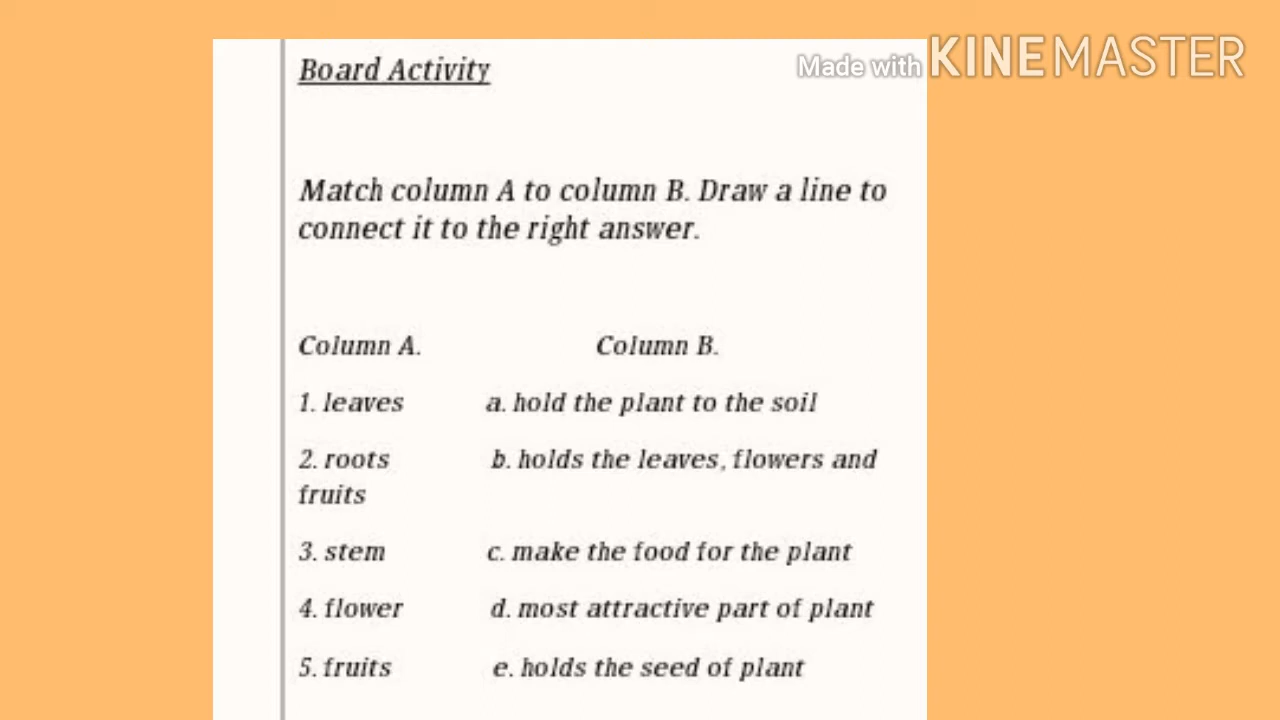 Board Activity
Made with KINEMASTER
Match column A to column B. Draw a line to
connect it to the right answer.
Column A. Column B.
1. leaves a. hold the plant to the soil
2. roots b. holds the leaves, flowers and
fruits
3. stem c. make the food for the plant
4. flower d. most attractive part of plant
5. fruits e. holds the seed of plant